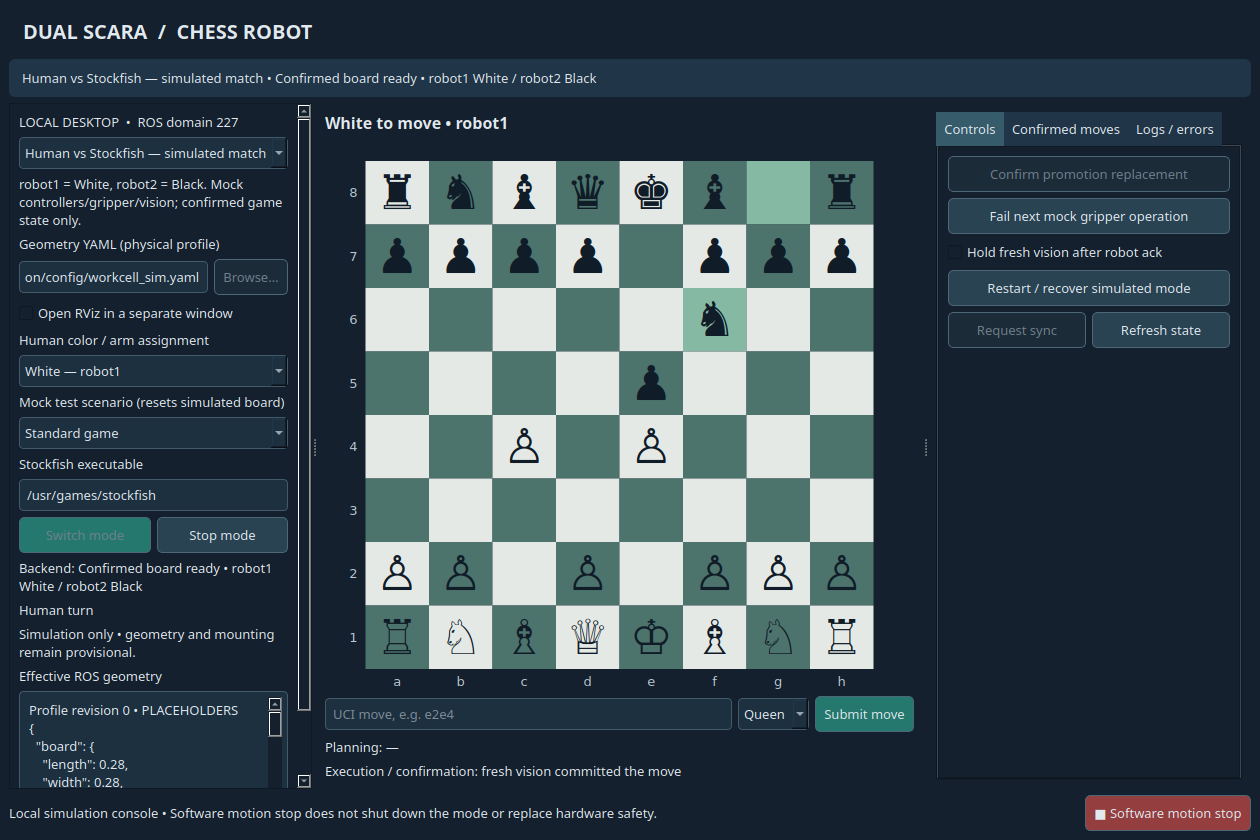 DUAL SCARA / CHESS ROBOT
Human vs Stockfish — simulated match • Confirmed board ready • robot1 White / robot2 Black
LOCAL DESKTOP • ROS domain 227
Human vs Stockfish — simulated match
robot1 = White, robot2 = Black. Mock
controllers/gripper/vision; confirmed game
state only.
Geometry YAML (physical profile)
on/config/workcell_sim.yaml
Browse...
Open RViz in a separate window
Human color / arm assignment
White — robot1
Mock test scenario (resets simulated board)
Standard game
Stockfish executable
/usr/games/stockfish
Switch mode
Stop mode
Backend: Confirmed board ready • robot1
White / robot2 Black
Human turn
Simulation only • geometry and mounting
remain provisional.
Effective ROS geometry
Profile revision 0 • PLACEHOLDERS
{
"board": {
"length": 0.28,
"width": 0.28,
White to move • robot1
8
7
6
5
4
3
2
1
a b c d e f g h
UCI move, e.g. e2e4
Queen
Submit move
Planning: —
Execution / confirmation: fresh vision committed the move
Controls
Confirmed moves
Logs / errors
Confirm promotion replacement
Fail next mock gripper operation
Hold fresh vision after robot ack
Restart / recover simulated mode
Request sync
Refresh state
Local simulation console • Software motion stop does not shut down the mode or replace hardware safety.
Software motion stop